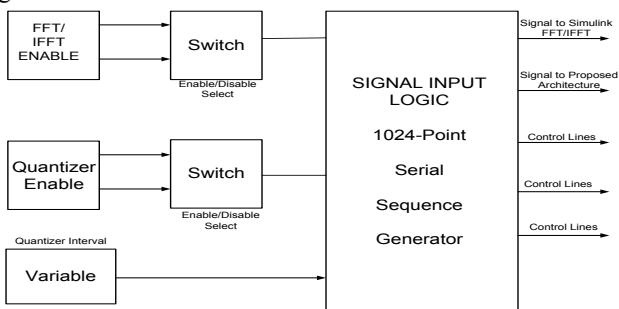 FFT/
IFFT
ENABLE
Switch
Enable/Disable
Select
Quantizer
Enable
Switch
Enable/Disable
Select
Quantizer Interval
Variable
SIGNAL INPUT
LOGIC
1024-Point
Serial
Sequence
Generator
Signal to Simulink
FFT/IFFT
Signal to Proposed
Architecture
Control Lines
Control Lines
Control Lines